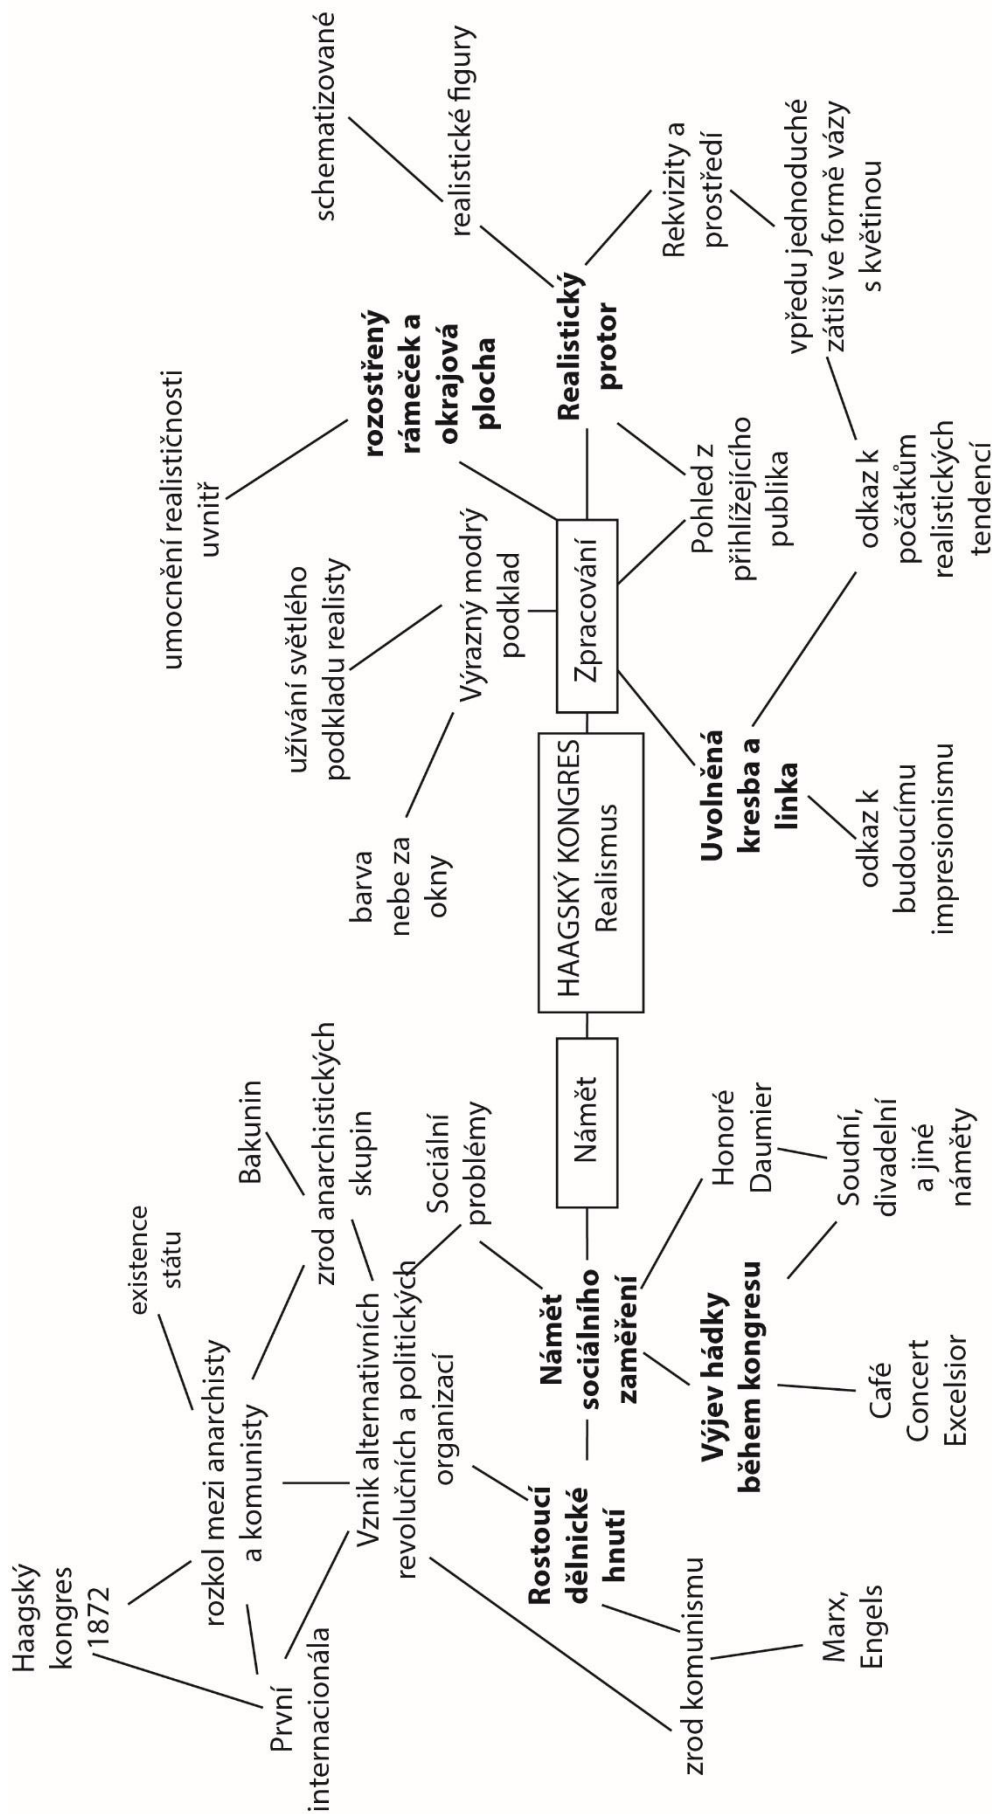 Haagský
kongres
1872
existence
státu
rozkol mezi anarchisty
a komunisty
Bakunin
První
internacionála
zrod anarchistických
skupin
Vznik alternativních
revolučních a politických
organizací
Sociální
problémy
Rostoucí
dělnické
hnutí
Námět
sociálního
zaměření
zrod komunismu
Marx,
Engels
Výjev hádky
během kongresu
Honoré
Daumier
Café
Concert
Excelsior
Soudní,
divadelní
a jiné
náměty
Námět
HAAGSKÝ KONGRES
Realismus
Zpracování
umocnění realističnosti
uvnitř
užívání světlého
podkladu realisty
barva
nebe za
okny
Výrazný modrý
podklad
rozostřený
rámeček a
okrajová
plocha
schematizované
realistické figury
Realistický
protor
Uvolněná
kresba a
linka
Pohled z
přihlížejícího
publika
Rekvizity a
prostředí
odkaz k
budoucímu
impresionismu
odkaz k
počátkům
realistických
tendencí
vpředu jednoduché
zátiší ve formě vázy
s květinou